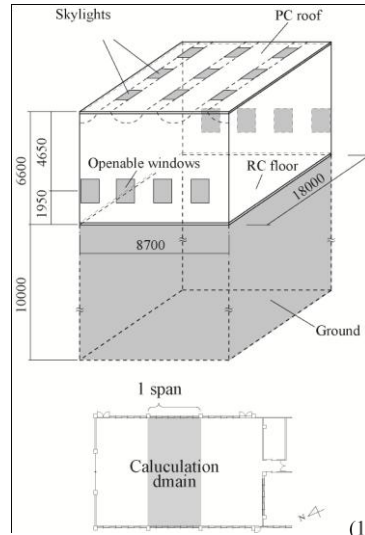 Skylights
PC roof
4650
6600
Openable windows
RC floor
1950
18000
8700
10000
Ground
1 span
Caluculation
dmain
N
(1